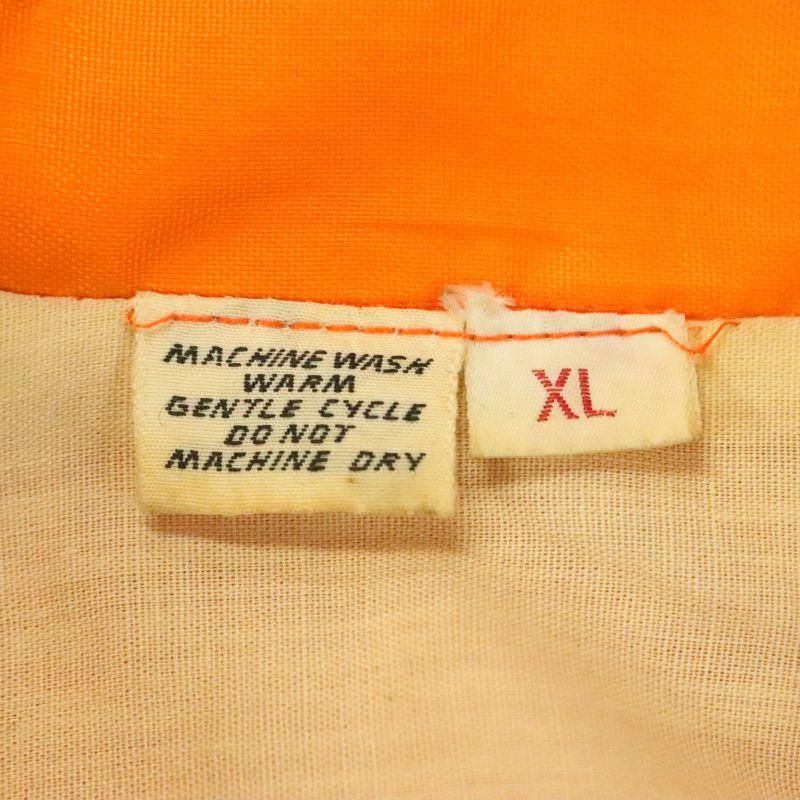 MACHINE WASH
WARM
GENTLE CYCLE
DO NOT
MACHINE DRY
XL